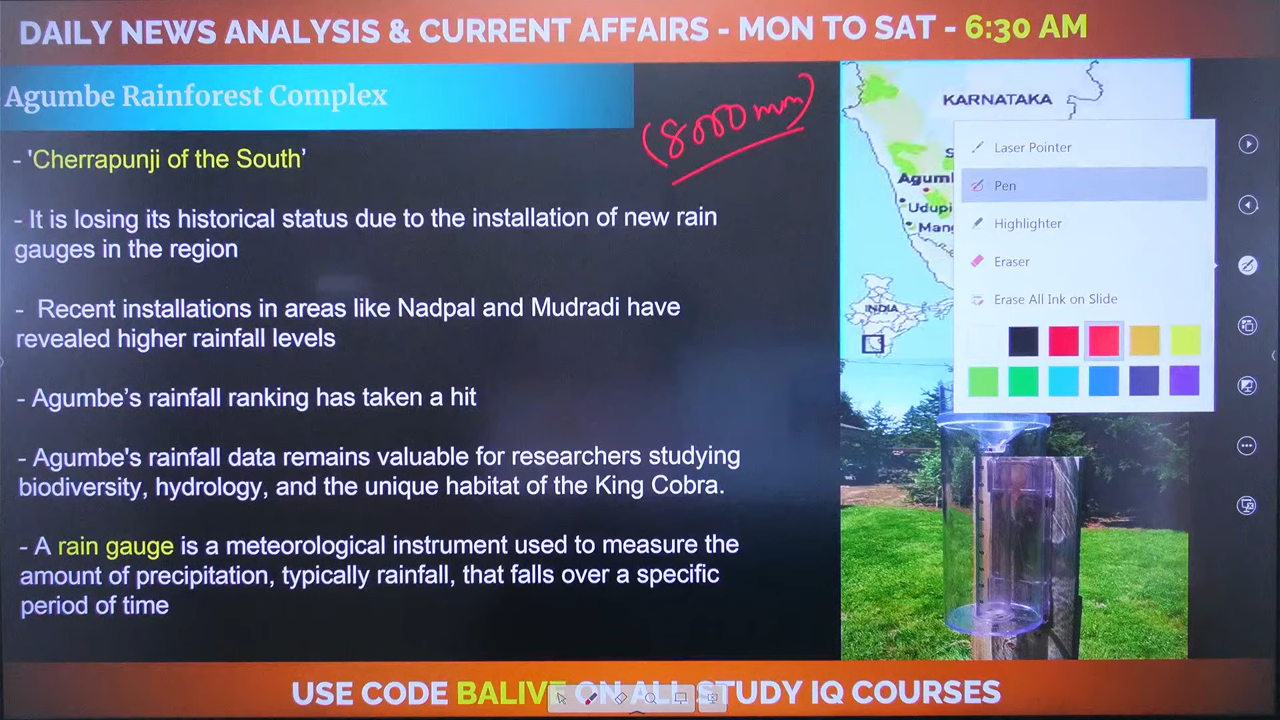 DAILY NEWS ANALYSIS & CURRENT AFFAIRS - MON TO SAT - 6:30 AM
Agumbe Rainforest Complex
(8000 mm)
- 'Cherrapunji of the South'
- It is losing its historical status due to the installation of new rain
gauges in the region
- Recent installations in areas like Nadpal and Mudradi have
revealed higher rainfall levels
- Agumbe's rainfall ranking has taken a hit
- Agumbe's rainfall data remains valuable for researchers studying
biodiversity, hydrology, and the unique habitat of the King Cobra.
- A rain gauge is a meteorological instrument used to measure the
amount of precipitation, typically rainfall, that falls over a specific
period of time
KARNATAKA
Udupi
INDIA
Laser Pointer
Pen
Highlighter
Eraser
Erase All Ink on Slide
USE CODE BALIVE ON ALL STUDY IQ COURSES